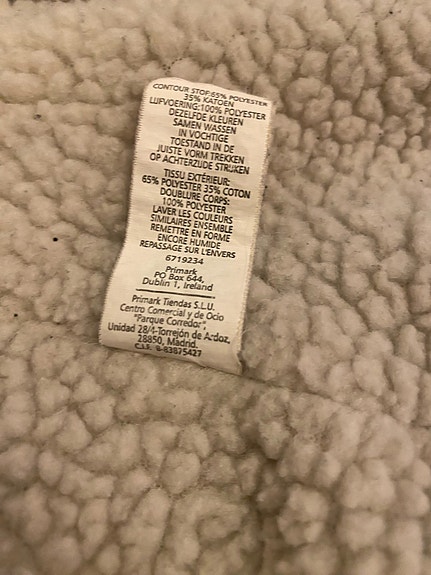 CONTOUR STOF:65% POLYESTER
35% KATOEN
LIJFVOERING:100% POLYESTER
DEZELFDE KLEUREN
SAMEN WASSEN
IN VOCHTIGE
TOESTAND IN DE
JUISTE VORM TREKKEN
OP ACHTERZIJDE STRIJKEN
TISSU EXTÉRIEUR:
65% POLYESTER 35% COTON
DOUBLURE CORPS:
100% POLYESTER
LAVER LES COULEURS
SIMILAIRES ENSEMBLE
REMETTRE EN FORME
ENCORE HUMIDE
REPASSAGE SUR L'ENVERS
6719234
Primark
PO Box 644,
Dublin 1, Ireland
Primark Tiendas S.L.U.
Centro Comercial y de Ocio
"Parque Corredor",
Unidad 28/4-Torrejón de Ardoz,
28850, Madrid.
C.I.F. B-83875427